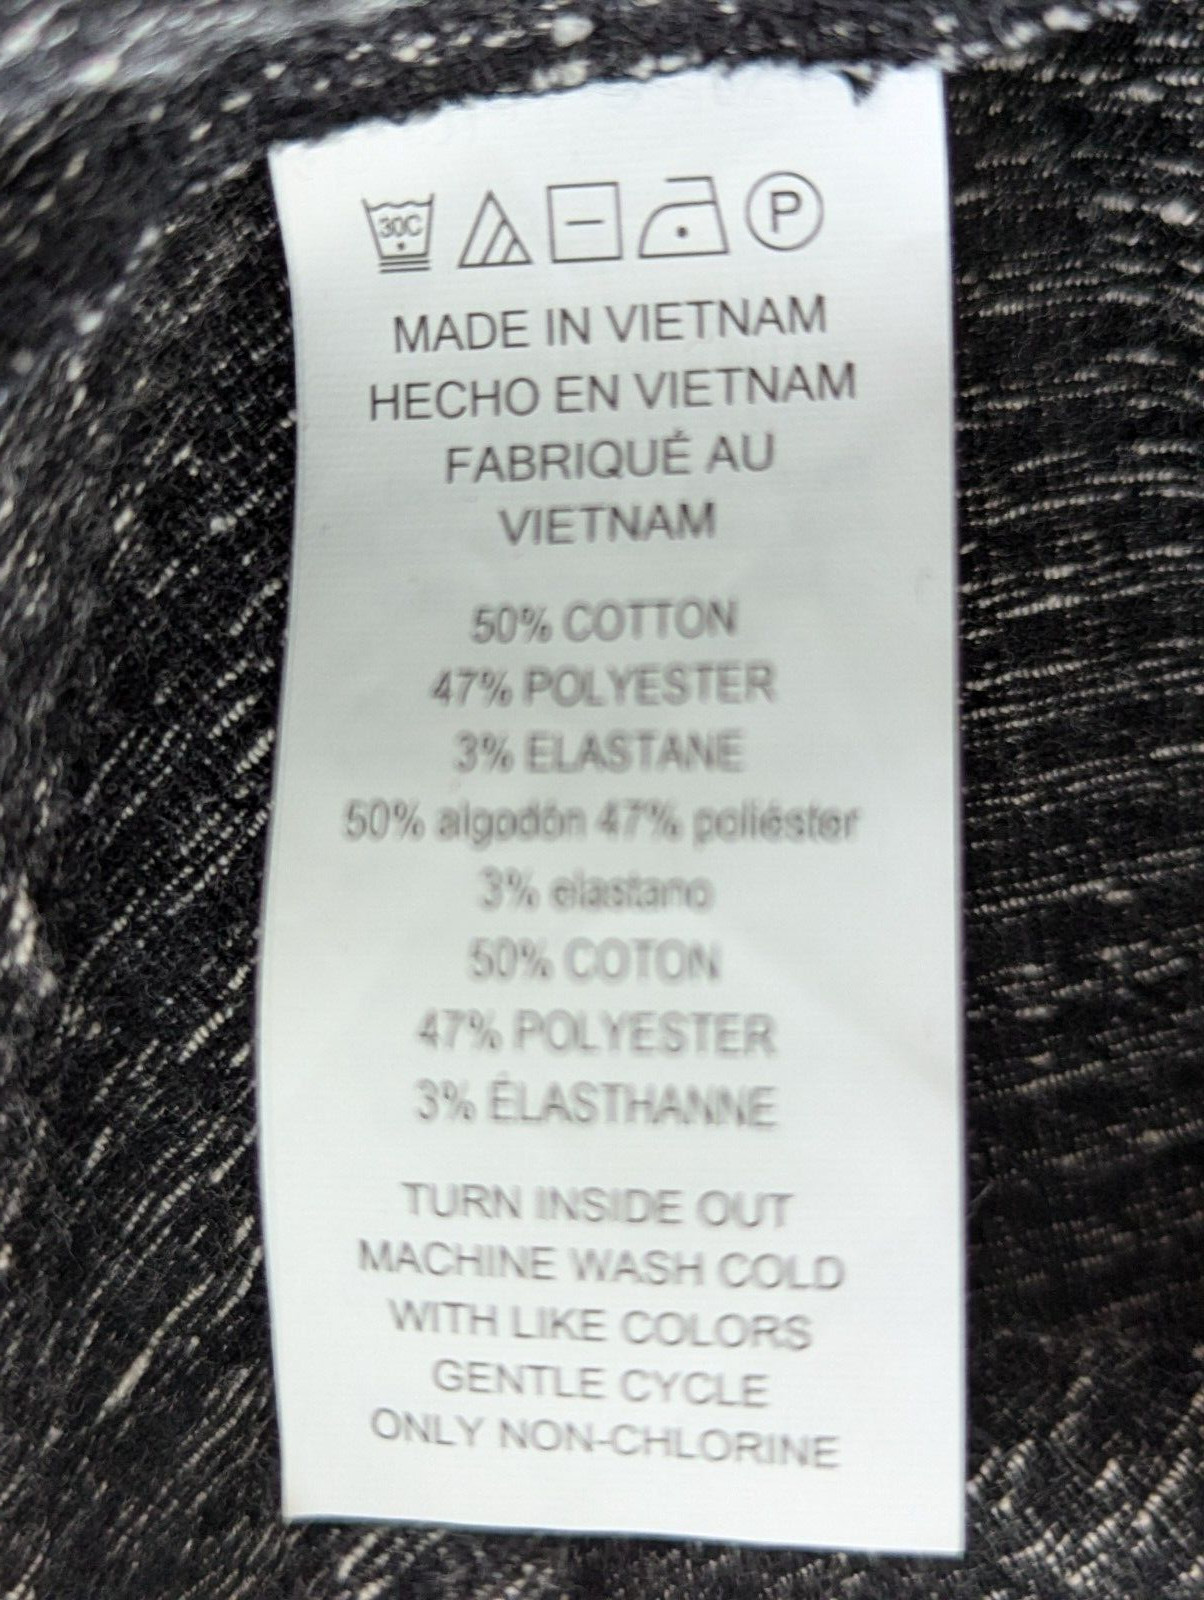 30C
P
MADE IN VIETNAM
HECHO EN VIETNAM
FABRIQUÉ AU
VIETNAM
50% COTTON
47% POLYESTER
3% ELASTANE
50% algodón 47% poliéster
3% elastano
50% COTON
47% POLYESTER
3% ÉLASTHANNE
TURN INSIDE OUT
MACHINE WASH COLD
WITH LIKE COLORS
GENTLE CYCLE
ONLY NON-CHLORINE